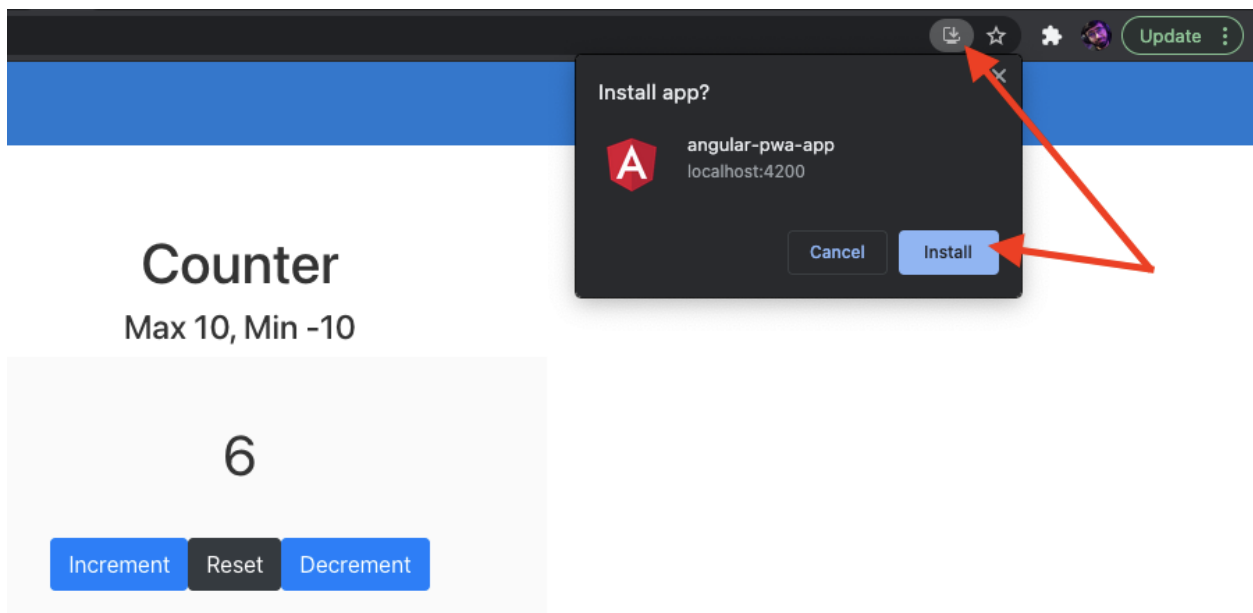 Update
Install app?
A
angular-pwa-app
localhost:4200
Cancel
Install
Counter
Max 10, Min -10
6
Increment
Reset
Decrement